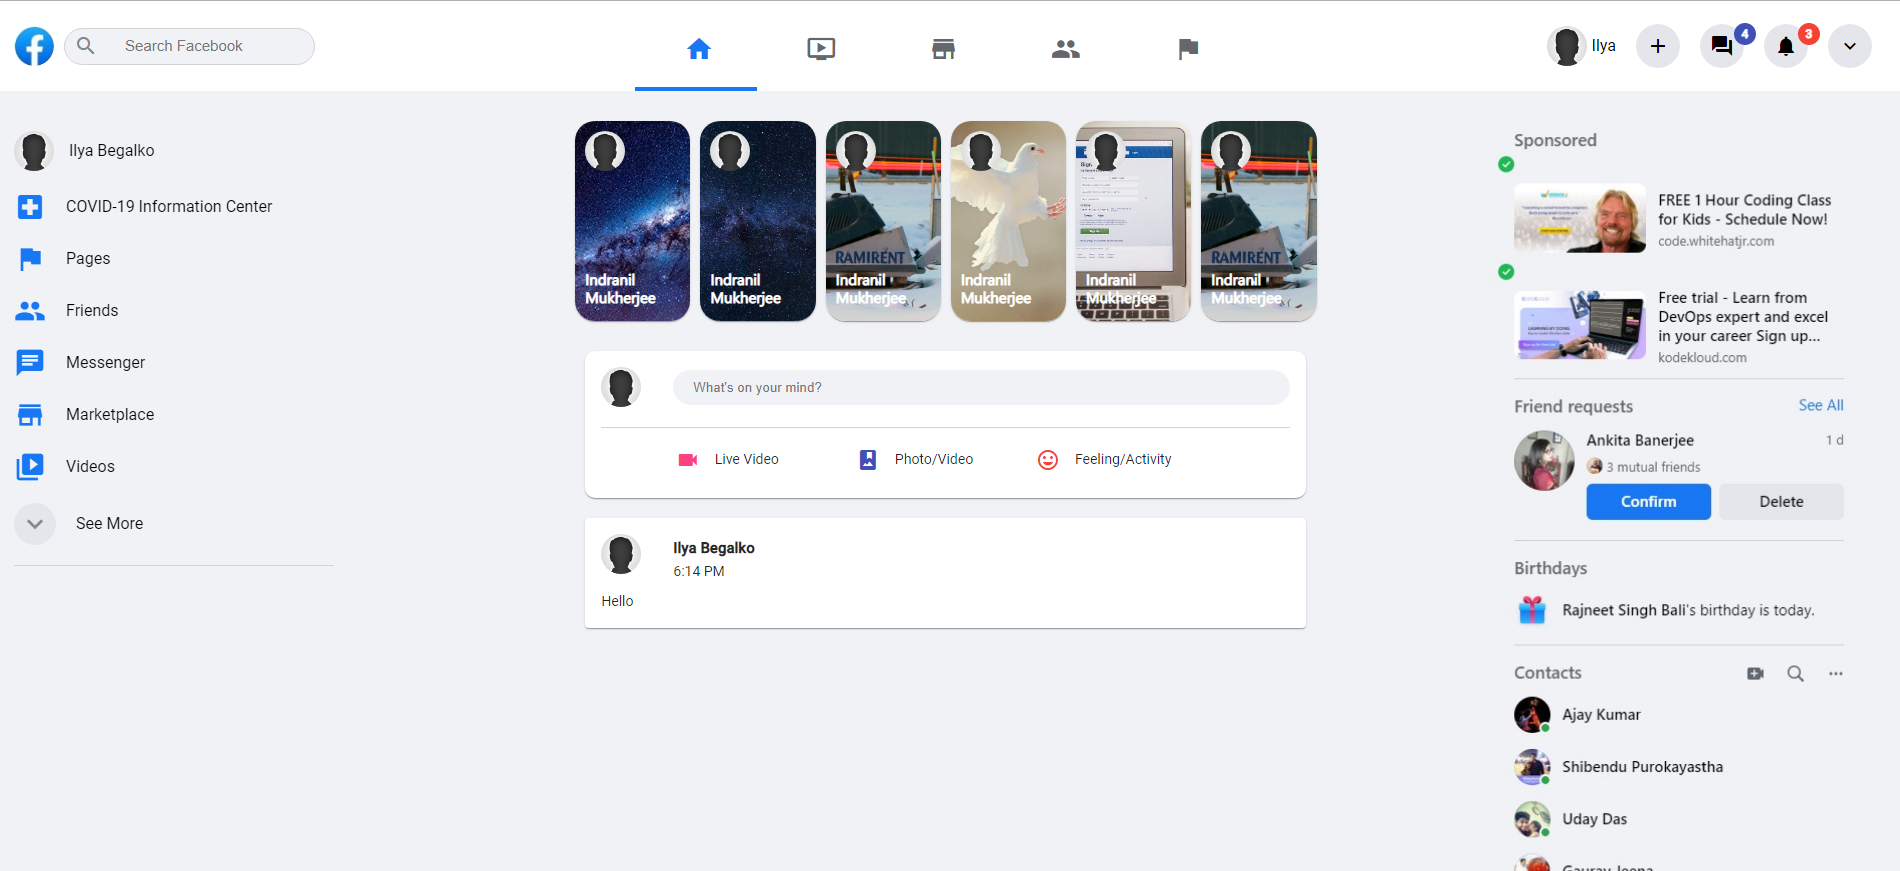 Search Facebook
Ilya
4
3
Ilya Begalko
COVID-19 Information Center
Pages
Friends
Messenger
Marketplace
Videos
See More
Indranil
Mukherjee
Indranil
Mukherjee
RAMIRENT
Indranil
Mukherjee
Indranil
Mukherjee
Sign
Indranil
Mukherjee
RAMIRENT
Indranil
Mukherjee
What's on your mind?
Live Video
Photo/Video
Feeling/Activity
Ilya Begalko
6:14 PM
Hello
Sponsored
FREE 1 Hour Coding Class
for Kids - Schedule Now!
code.whitehatjr.com
Free trial - Learn from
DevOps expert and excel
in your career Sign up...
kodekloud.com
Friend requests
See All
Ankita Banerjee
1 d
3 mutual friends
Confirm
Delete
Birthdays
Rajneet Singh Bali's birthday is today.
Contacts
Ajay Kumar
Shibendu Purokayastha
Uday Das
Gaurav Jeena